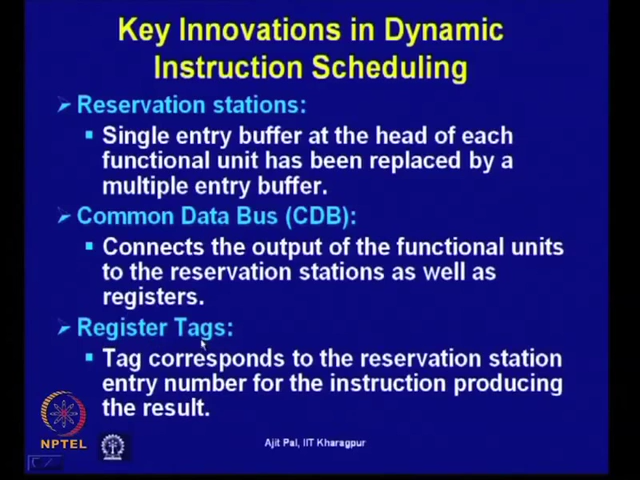 Key Innovations in Dynamic
Instruction Scheduling
Reservation stations:
Single entry buffer at the head of each
functional unit has been replaced by a
multiple entry buffer.
Common Data Bus (CDB):
Connects the output of the functional units
to the reservation stations as well as
registers.
Register Tags:
Tag corresponds to the reservation station
entry number for the instruction producing
the result.
NPTEL
Ajit Pal, IIT Kharagpur